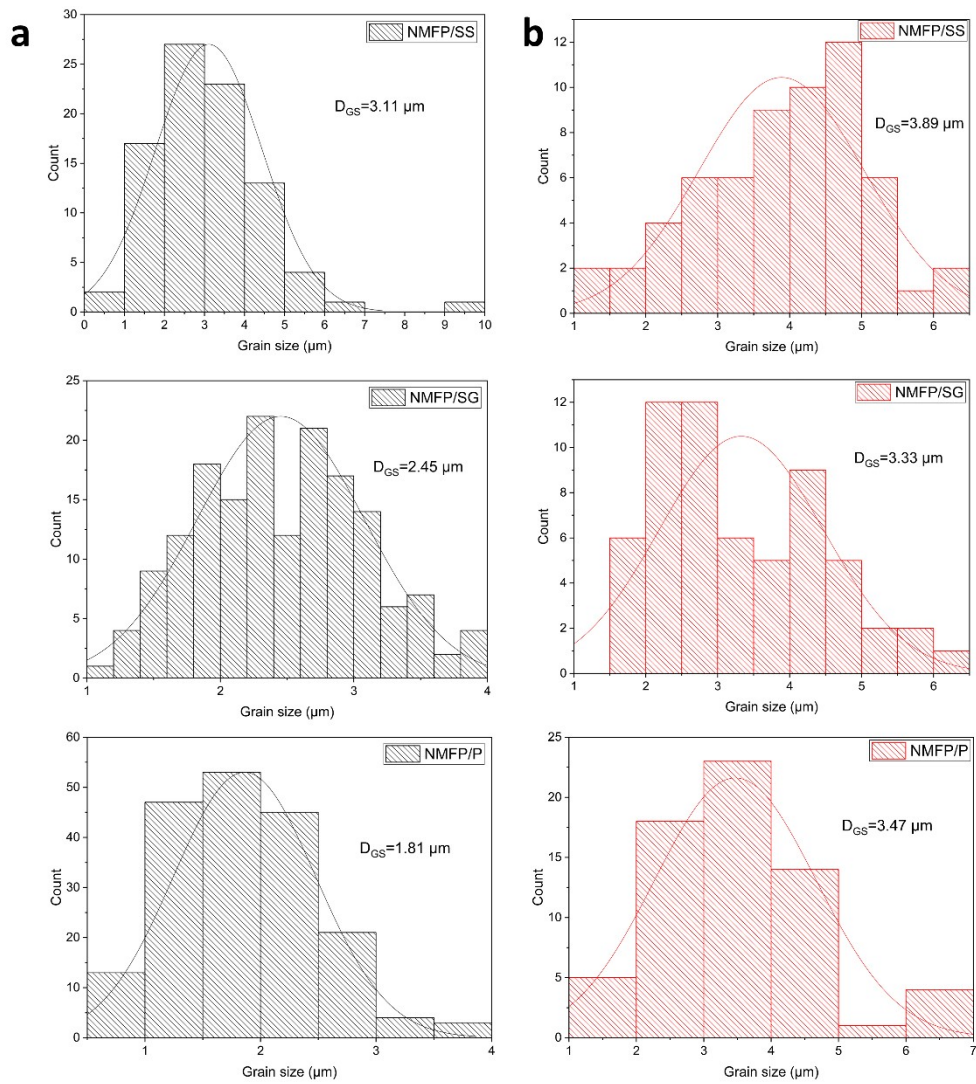 a
30
25
20
15
10
5
0
Count
NMFP/SS
D_GS=3.11 µm
0 1 2 3 4 5 6 7 8 9 10
Grain size (µm)
b
12
10
8
6
4
2
0
Count
NMFP/SS
D_GS=3.89 µm
1 2 3 4 5 6
Grain size (µm)
25
20
15
10
5
0
Count
NMFP/SG
D_GS=2.45 µm
1 2 3 4
Grain size (µm)
12
10
8
6
4
2
0
Count
NMFP/SG
D_GS=3.33 µm
1 2 3 4 5 6
Grain size (µm)
60
50
40
30
20
10
0
Count
NMFP/P
D_GS=1.81 µm
1 2 3 4
Grain size (µm)
25
20
15
10
5
0
Count
NMFP/P
D_GS=3.47 µm
1 2 3 4 5 6 7
Grain size (µm)